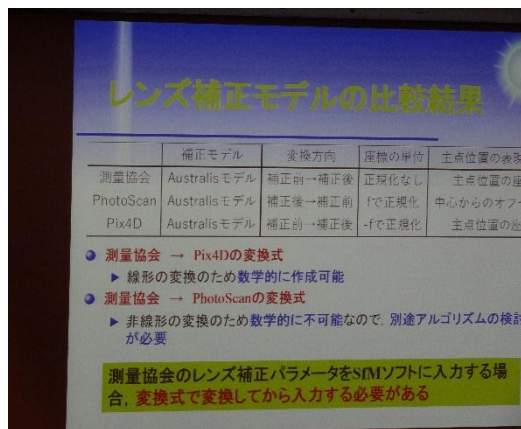 レンズ補正モデルの比較結果
補正モデル 変換方向 座標の単位 主点位置の表現
測量協会 Australisモデル 補正前→補正後 正規化なし 主点位置の座
PhotoScan Australisモデル 補正後→補正前 fで正規化 中心からのオフ
Pix4D Australisモデル 補正前→補正後 -fで正規化 主点位置の座
測量協会 → Pix4Dの変換式
線形の変換のため数学的に作成可能
測量協会 → PhotoScanの変換式
非線形の変換のため数学的に不可能なので, 別途アルゴリズムの検討
が必要
測量協会のレンズ補正パラメータをSfMソフトに入力する場
合, 変換式で変換してから入力する必要がある